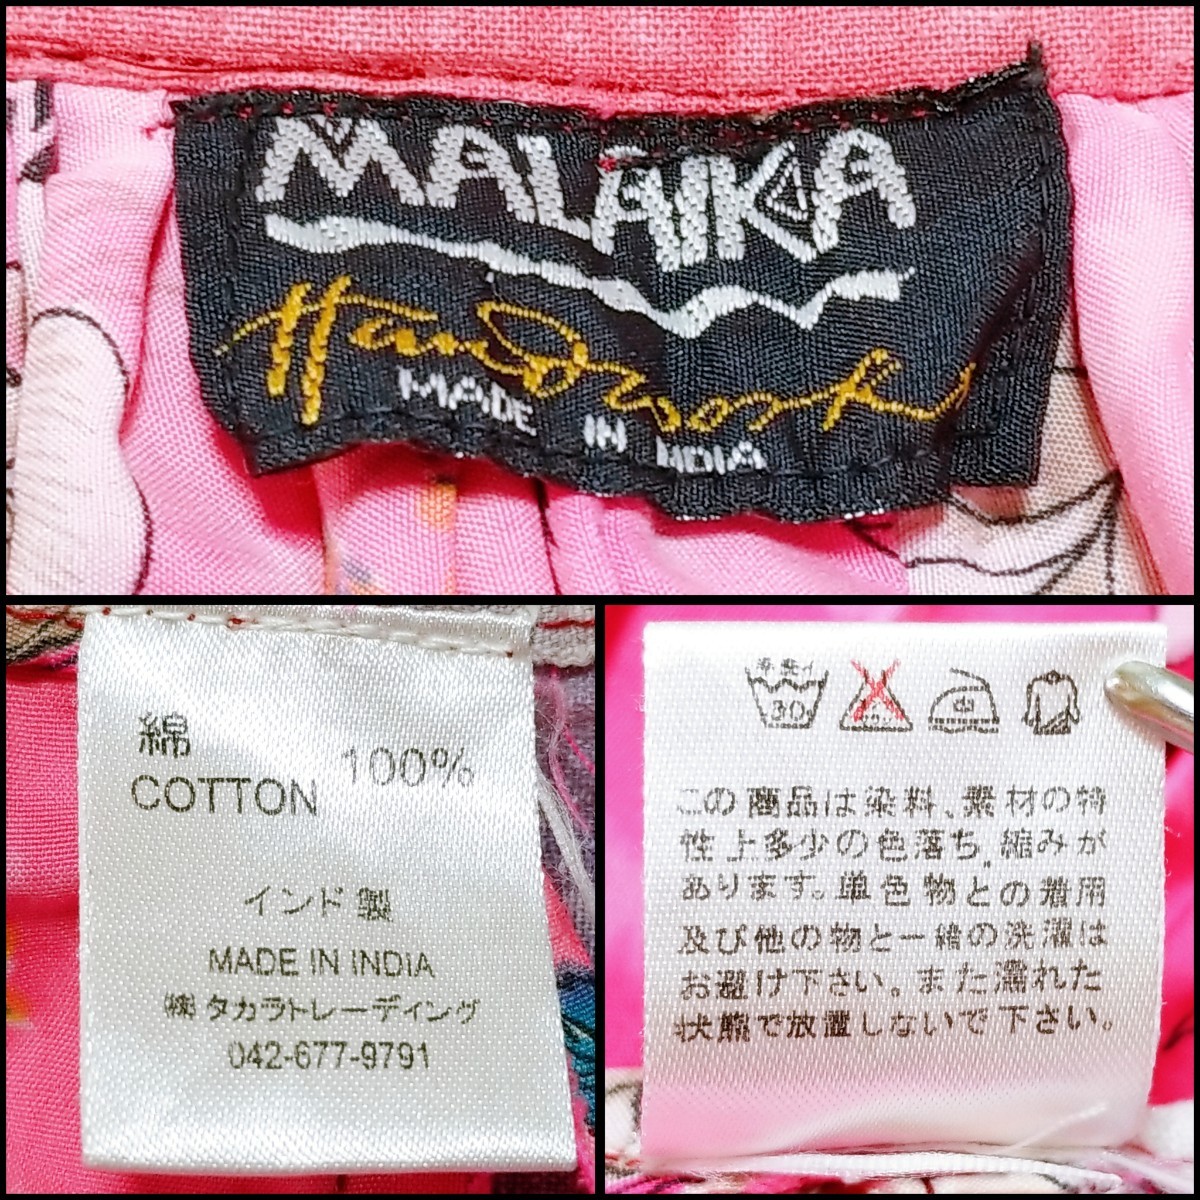 MALAIKA
Handworks
MADE IN INDIA
綿
COTTON 100%
インド製
MADE IN INDIA
㈱タカラトレーディング
042-677-9791
30
この商品は染料、素材の特
性上多少の色落ち,縮みが
あります。単色物との着用
及び他の物と一緒の洗濯は
お避け下さい。また濡れた
状態で放置しないで下さい。